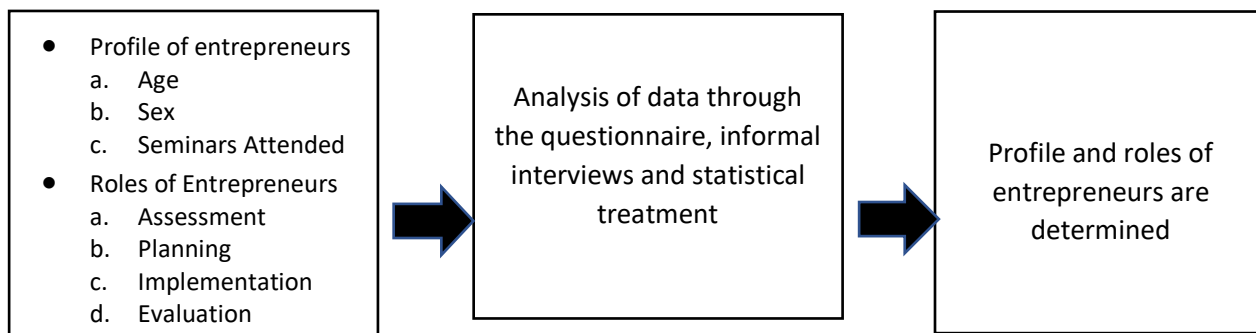 • Profile of entrepreneurs
a. Age
b. Sex
c. Seminars Attended
• Roles of Entrepreneurs
a. Assessment
b. Planning
c. Implementation
d. Evaluation
Analysis of data through
the questionnaire, informal
interviews and statistical
treatment
Profile and roles of
entrepreneurs are
determined